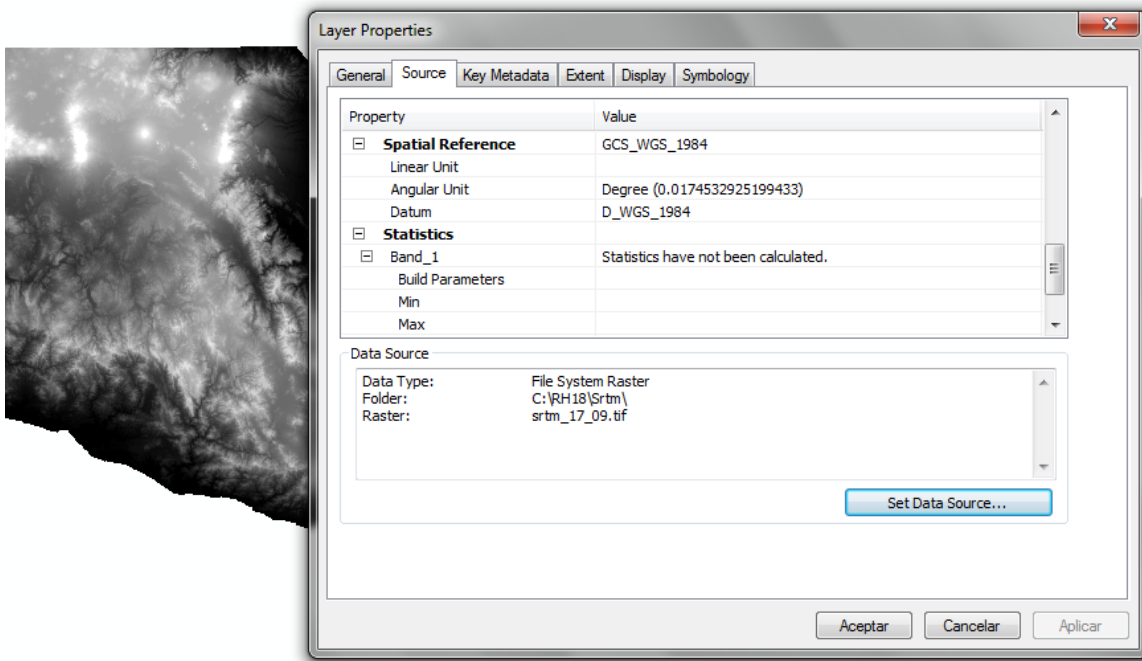 Layer Properties
General Source Key Metadata Extent Display Symbology
Property Value
Spatial Reference GCS_WGS_1984
Linear Unit
Angular Unit Degree (0.0174532925199433)
Datum D_WGS_1984
Statistics
Band_1 Statistics have not been calculated.
Build Parameters
Min
Max
Data Source
Data Type: File System Raster
Folder: C:\RH18\Srtm\
Raster: srtm_17_09.tif
Set Data Source...
Aceptar Cancelar Aplicar